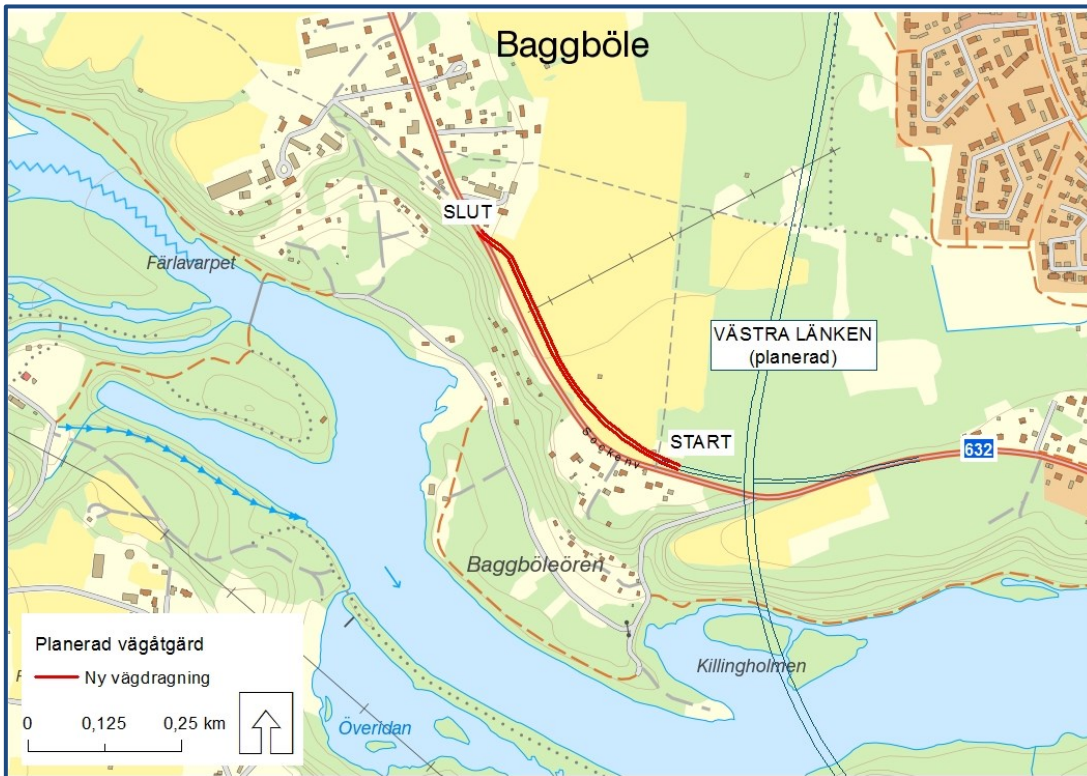 Baggböle
SLUT
Färlavarpet
VÄSTRA LÄNKEN
(planerad)
START
632
Sockenv
Baggböleören
Killingholmen
Överidan
Planerad vägåtgärd
Ny vägdragning
0 0,125 0,25 km